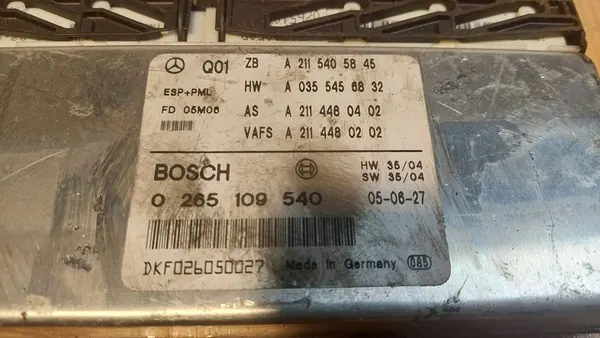 Q01 ZB A 211 540 58 45
ESP+PML HW A 035 545 68 32
FD 05M06 AS A 211 448 04 02
VAFS A 211 448 02 02
BOSCH HW 35/04
SW 35/04
0 265 109 540 05-06-27
DKF026050027 Made in Germany 085